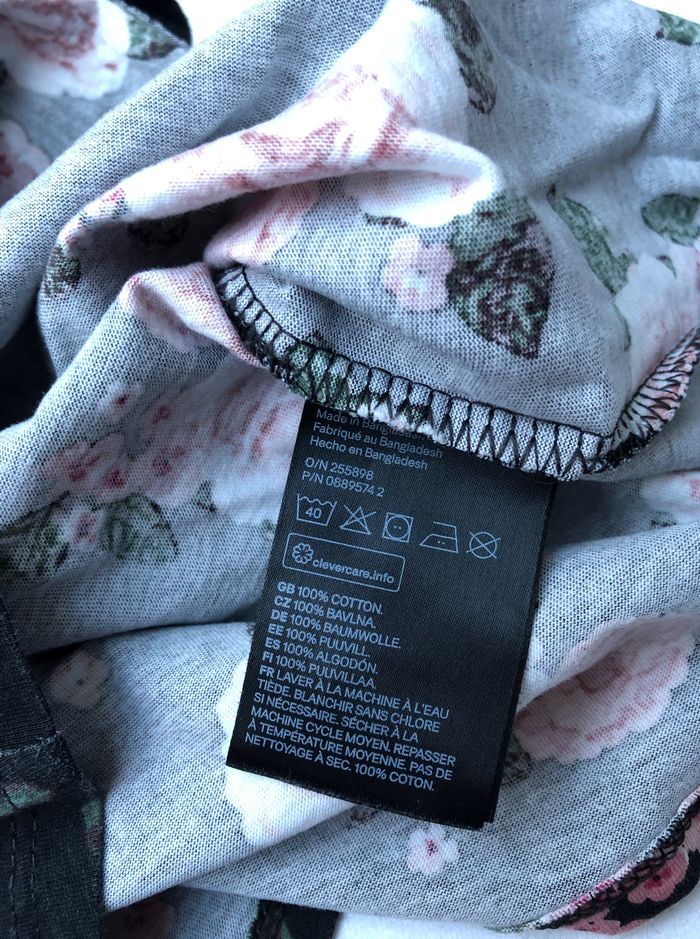 Made in Bangladesh
Fabriqué au Bangladesh
Hecho en Bangladesh
O/N 255898
P/N 0889574 2
40
clevercare.info
GB 100% COTTON.
CZ 100% BAVLNA.
DE 100% BAUMWOLLE.
EE 100% PUUVILL.
ES 100% ALGODÓN.
FI 100% PUUVILLAA.
FR LAVER À LA MACHINE À L'EAU
TIÈDE. BLANCHIR SANS CHLORE
SI NÉCESSAIRE. SÉCHER À LA
MACHINE CYCLE MOYEN. REPASSER
À TEMPÉRATURE MOYENNE. PAS DE
NETTOYAGE À SEC. 100% COTON.